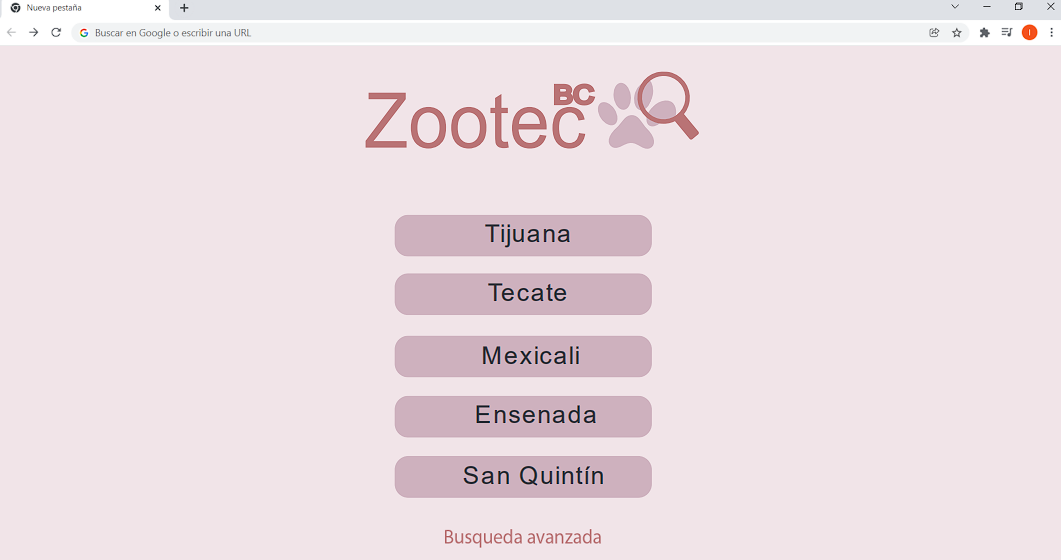 Nueva pestaña
Buscar en Google o escribir una URL
I
Zootec BC
Tijuana
Tecate
Mexicali
Ensenada
San Quintín
Busqueda avanzada